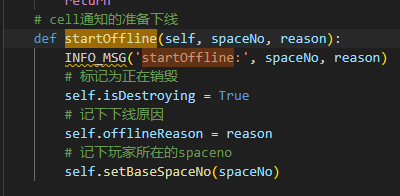 return
# cell通知的准备下线
def startOffline(self, spaceNo, reason):
INFO_MSG('startOffline:', spaceNo, reason)
# 标记为正在销毁
self.isDestroying = True
# 记下下线原因
self.offlineReason = reason
# 记下玩家所在的spaceno
self.setBaseSpaceNo(spaceNo)